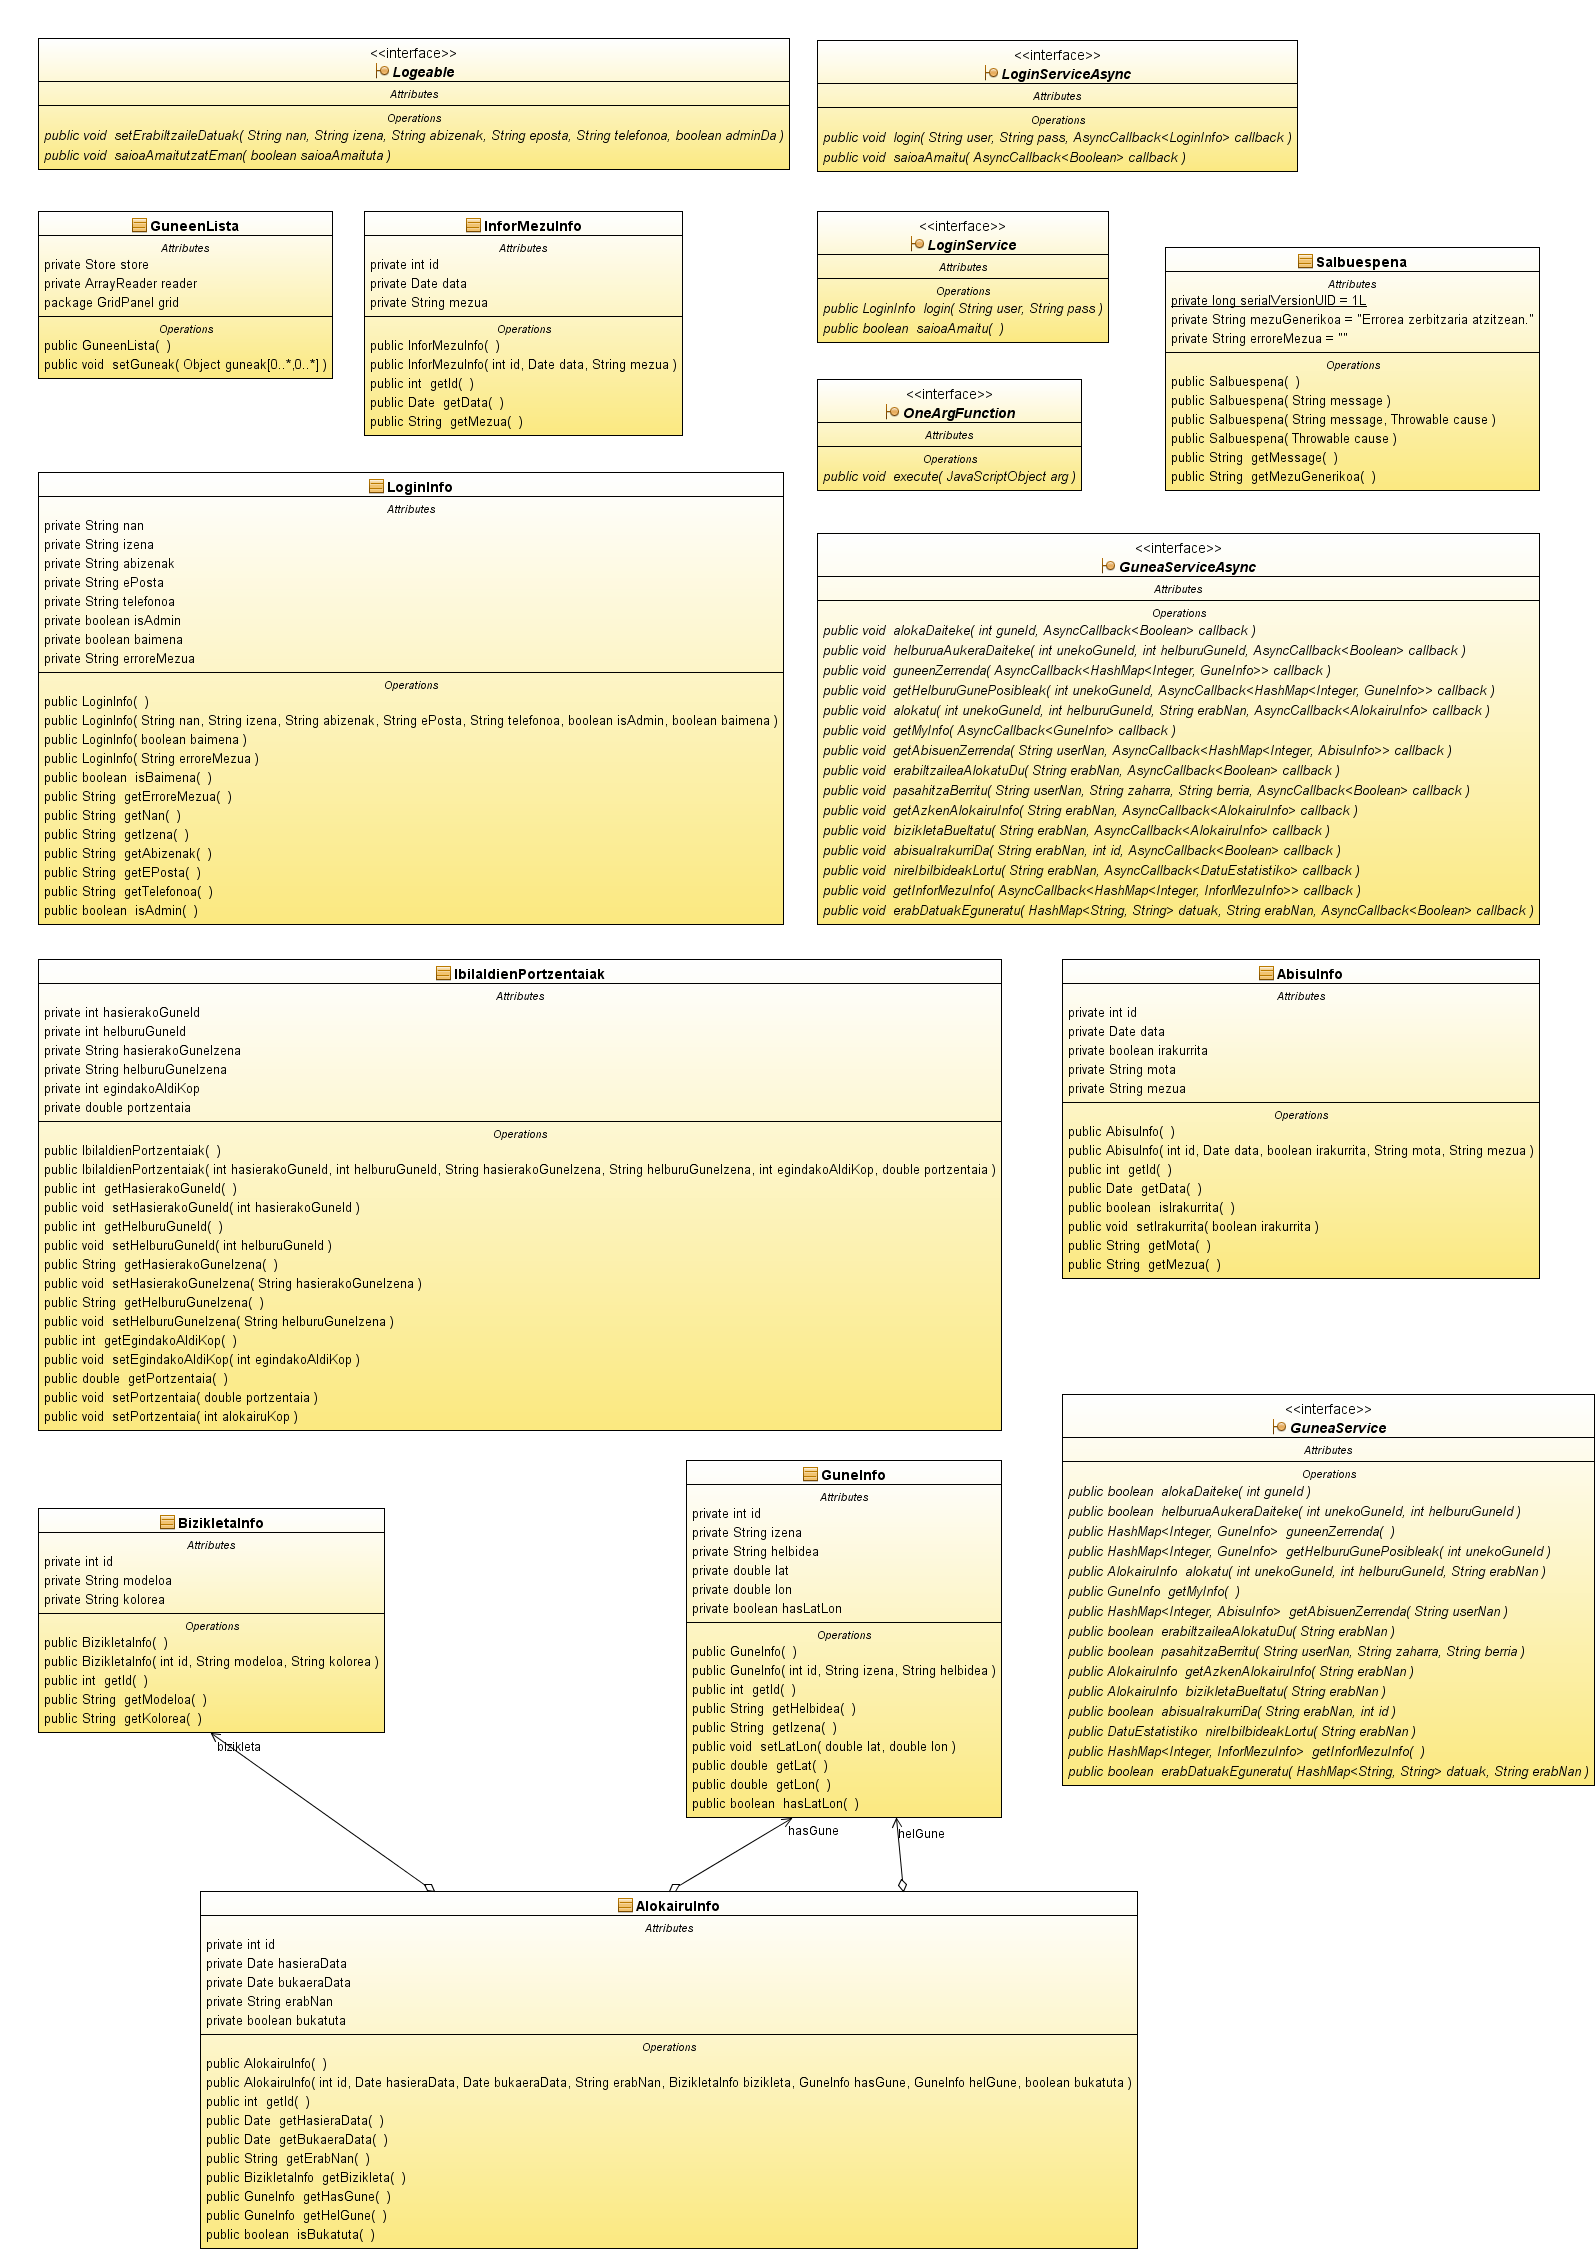 <<interface>>
Logeable
Attributes
Operations
public void setErabiltzaileDatuak( String nan, String izena, String abizenak, String eposta, String telefonoa, boolean adminDa )
public void saioaAmaitutzatEman( boolean saioaAmaituta )
<<interface>>
LoginServiceAsync
Attributes
Operations
public void login( String user, String pass, AsyncCallback<LoginInfo> callback )
public void saioaAmaitu( AsyncCallback<Boolean> callback )
GuneenLista
Attributes
private Store store
private ArrayReader reader
package GridPanel grid
Operations
public GuneenLista( )
public void setGuneak( Object guneak[0..*,0..*] )
InforMezuInfo
Attributes
private int id
private Date data
private String mezua
Operations
public InforMezuInfo( )
public InforMezuInfo( int id, Date data, String mezua )
public int getId( )
public Date getData( )
public String getMezua( )
<<interface>>
LoginService
Attributes
Operations
public LoginInfo login( String user, String pass )
public boolean saioaAmaitu( )
Salbuespena
Attributes
private long serialVersionUID = 1L
private String mezuGenerikoa = "Errorea zerbitzaria atzitzean."
private String erroreMezua = ""
Operations
public Salbuespena( )
public Salbuespena( String message )
public Salbuespena( String message, Throwable cause )
public Salbuespena( Throwable cause )
public String getMessage( )
public String getMezuGenerikoa( )
<<interface>>
OneArgFunction
Attributes
Operations
public void execute( JavaScriptObject arg )
LoginInfo
Attributes
private String nan
private String izena
private String abizenak
private String ePosta
private String telefonoa
private boolean isAdmin
private boolean baimena
private String erroreMezua
Operations
public LoginInfo( )
public LoginInfo( String nan, String izena, String abizenak, String ePosta, String telefonoa, boolean isAdmin, boolean baimena )
public LoginInfo( boolean baimena )
public LoginInfo( String erroreMezua )
public boolean isBaimena( )
public String getErroreMezua( )
public String getNan( )
public String getIzena( )
public String getAbizenak( )
public String getEPosta( )
public String getTelefonoa( )
public boolean isAdmin( )
<<interface>>
GuneaServiceAsync
Attributes
Operations
public void alokaDaiteke( int guneId, AsyncCallback<Boolean> callback )
public void helburuaAukeraDaiteke( int unekoGuneId, int helburuGuneId, AsyncCallback<Boolean> callback )
public void guneenZerrenda( AsyncCallback<HashMap<Integer, GuneInfo>> callback )
public void getHelburuGunePosibleak( int unekoGuneId, AsyncCallback<HashMap<Integer, GuneInfo>> callback )
public void alokatu( int unekoGuneId, int helburuGuneId, String erabNan, AsyncCallback<AlokairuInfo> callback )
public void getMyInfo( AsyncCallback<GuneInfo> callback )
public void getAbisuenZerrenda( String userNan, AsyncCallback<HashMap<Integer, AbisuInfo>> callback )
public void erabiltzaileaAlokatuDu( String erabNan, AsyncCallback<Boolean> callback )
public void pasahitzaBerritu( String userNan, String zaharra, String berria, AsyncCallback<Boolean> callback )
public void getAzkenAlokairuInfo( String erabNan, AsyncCallback<AlokairuInfo> callback )
public void bizikletaBueltatu( String erabNan, AsyncCallback<AlokairuInfo> callback )
public void abisuaIrakurriDa( String erabNan, int id, AsyncCallback<Boolean> callback )
public void nireIbilbideakLortu( String erabNan, AsyncCallback<DatuEstatistiko> callback )
public void getInforMezuInfo( AsyncCallback<HashMap<Integer, InforMezuInfo>> callback )
public void erabDatuakEguneratu( HashMap<String, String> datuak, String erabNan, AsyncCallback<Boolean> callback )
IbilaldienPortzentaiak
Attributes
private int hasierakoGuneId
private int helburuGuneId
private String hasierakoGuneIzena
private String helburuGuneIzena
private int egindakoAldiKop
private double portzentaia
Operations
public IbilaldienPortzentaiak( )
public IbilaldienPortzentaiak( int hasierakoGuneId, int helburuGuneId, String hasierakoGuneIzena, String helburuGuneIzena, int egindakoAldiKop, double portzentaia )
public int getHasierakoGuneId( )
public void setHasierakoGuneId( int hasierakoGuneId )
public int getHelburuGuneId( )
public void setHelburuGuneId( int helburuGuneId )
public String getHasierakoGuneIzena( )
public void setHasierakoGuneIzena( String hasierakoGuneIzena )
public String getHelburuGuneIzena( )
public void setHelburuGuneIzena( String helburuGuneIzena )
public int getEgindakoAldiKop( )
public void setEgindakoAldiKop( int egindakoAldiKop )
public double getPortzentaia( )
public void setPortzentaia( double portzentaia )
public void setPortzentaia( int alokairuKop )
AbisuInfo
Attributes
private int id
private Date data
private boolean irakurrita
private String mota
private String mezua
Operations
public AbisuInfo( )
public AbisuInfo( int id, Date data, boolean irakurrita, String mota, String mezua )
public int getId( )
public Date getData( )
public boolean isIrakurrita( )
public void setIrakurrita( boolean irakurrita )
public String getMota( )
public String getMezua( )
<<interface>>
GuneaService
Attributes
Operations
public boolean alokaDaiteke( int guneId )
public boolean helburuaAukeraDaiteke( int unekoGuneId, int helburuGuneId )
public HashMap<Integer, GuneInfo> guneenZerrenda( )
public HashMap<Integer, GuneInfo> getHelburuGunePosibleak( int unekoGuneId )
public AlokairuInfo alokatu( int unekoGuneId, int helburuGuneId, String erabNan )
public GuneInfo getMyInfo( )
public HashMap<Integer, AbisuInfo> getAbisuenZerrenda( String userNan )
public boolean erabiltzaileaAlokatuDu( String erabNan )
public boolean pasahitzaBerritu( String userNan, String zaharra, String berria )
public AlokairuInfo getAzkenAlokairuInfo( String erabNan )
public AlokairuInfo bizikletaBueltatu( String erabNan )
public boolean abisuaIrakurriDa( String erabNan, int id )
public DatuEstatistiko nireIbilbideakLortu( String erabNan )
public HashMap<Integer, InforMezuInfo> getInforMezuInfo( )
public boolean erabDatuakEguneratu( HashMap<String, String> datuak, String erabNan )
GuneInfo
Attributes
private int id
private String izena
private String helbidea
private double lat
private double lon
private boolean hasLatLon
Operations
public GuneInfo( )
public GuneInfo( int id, String izena, String helbidea )
public int getId( )
public String getHelbidea( )
public String getIzena( )
public void setLatLon( double lat, double lon )
public double getLat( )
public double getLon( )
public boolean hasLatLon( )
BizikletaInfo
Attributes
private int id
private String modeloa
private String kolorea
Operations
public BizikletaInfo( )
public BizikletaInfo( int id, String modeloa, String kolorea )
public int getId( )
public String getModeloa( )
public String getKolorea( )
bizikleta
hasGune
helGune
AlokairuInfo
Attributes
private int id
private Date hasieraData
private Date bukaeraData
private String erabNan
private boolean bukatuta
Operations
public AlokairuInfo( )
public AlokairuInfo( int id, Date hasieraData, Date bukaeraData, String erabNan, BizikletaInfo bizikleta, GuneInfo hasGune, GuneInfo helGune, boolean bukatuta )
public int getId( )
public Date getHasieraData( )
public Date getBukaeraData( )
public String getErabNan( )
public BizikletaInfo getBizikleta( )
public GuneInfo getHasGune( )
public GuneInfo getHelGune( )
public boolean isBukatuta( )